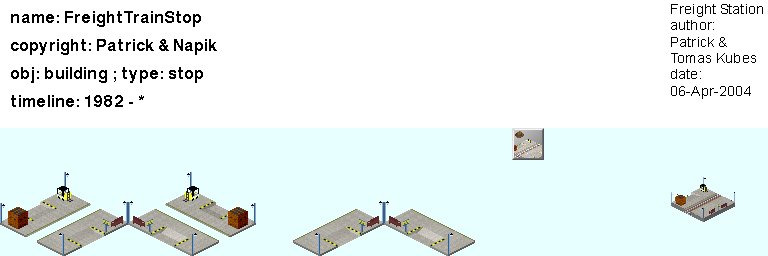 name: FreightTrainStop
copyright: Patrick & Napik
obj: building ; type: stop
timeline: 1982 - *
Freight Station
author:
Patrick &
Tomas Kubes
date:
06-Apr-2004